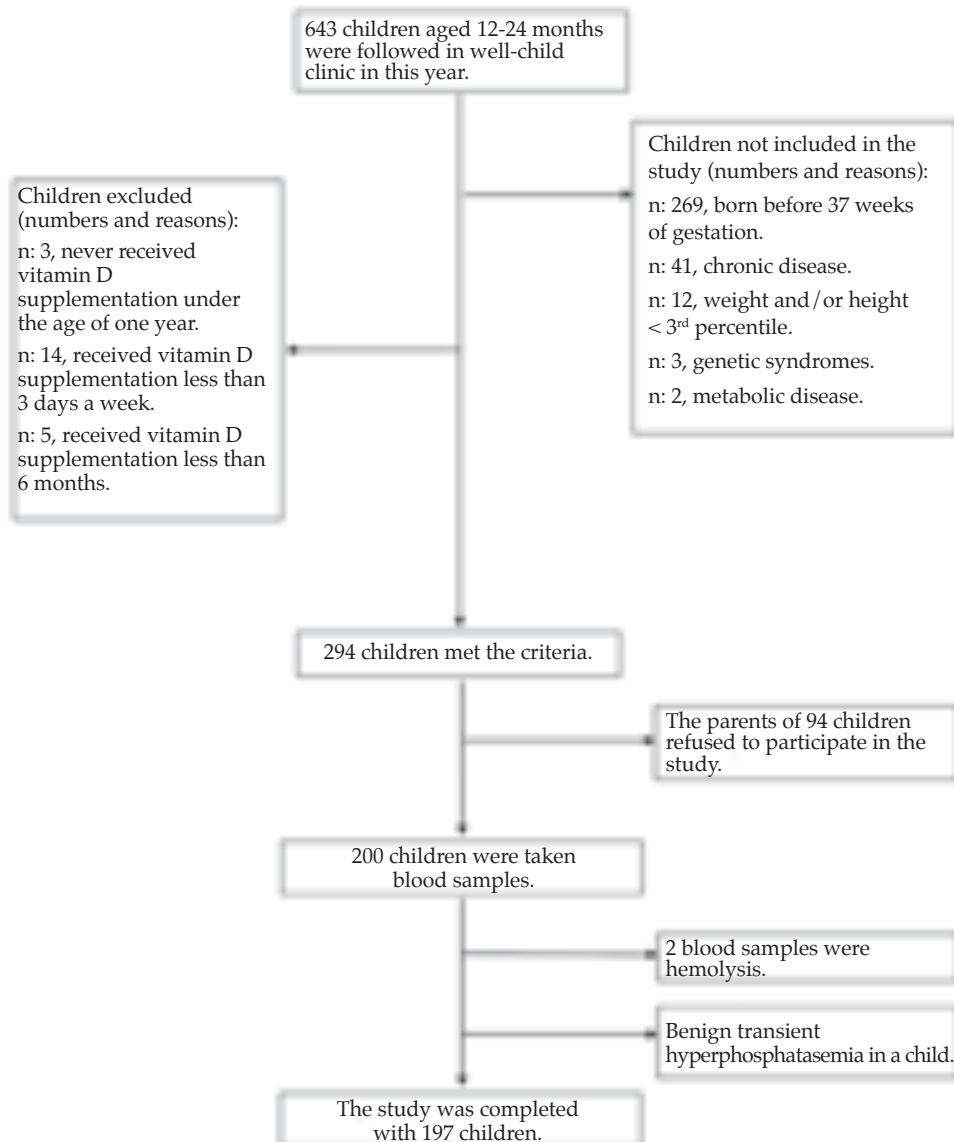 643 children aged 12-24 months
were followed in well-child
clinic in this year.
Children not included in the
study (numbers and reasons):
n: 269, born before 37 weeks
of gestation.
n: 41, chronic disease.
n: 12, weight and/or height
< 3rd percentile.
n: 3, genetic syndromes.
n: 2, metabolic disease.
Children excluded
(numbers and reasons):
n: 3, never received
vitamin D
supplementation under
the age of one year.
n: 14, received vitamin D
supplementation less than
3 days a week.
n: 5, received vitamin D
supplementation less than
6 months.
294 children met the criteria.
The parents of 94 children
refused to participate in the
study.
200 children were taken
blood samples.
2 blood samples were
hemolysis.
Benign transient
hyperphosphatasemia in a child.
The study was completed
with 197 children.